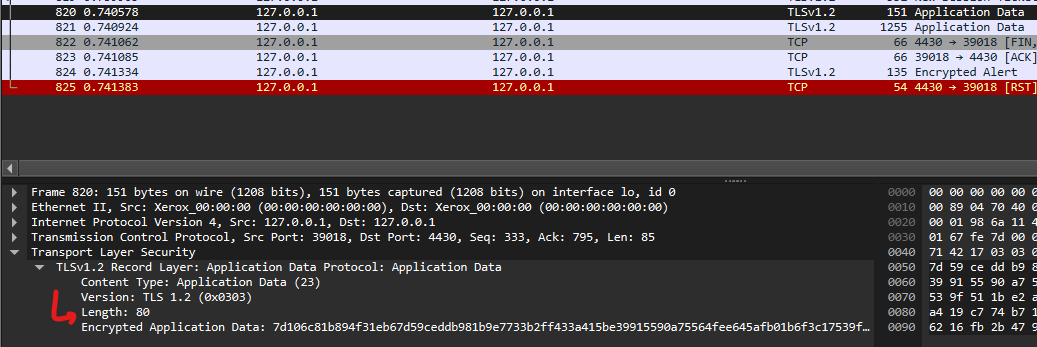 820 0.740578 127.0.0.1 127.0.0.1 TLSv1.2 151 Application Data
821 0.740924 127.0.0.1 127.0.0.1 TLSv1.2 1255 Application Data
822 0.741062 127.0.0.1 127.0.0.1 TCP 66 4430 → 39018 [FIN,
823 0.741085 127.0.0.1 127.0.0.1 TCP 66 39018 → 4430 [ACK]
824 0.741334 127.0.0.1 127.0.0.1 TLSv1.2 135 Encrypted Alert
825 0.741383 127.0.0.1 127.0.0.1 TCP 54 4430 → 39018 [RST]
Frame 820: 151 bytes on wire (1208 bits), 151 bytes captured (1208 bits) on interface lo, id 0
Ethernet II, Src: Xerox_00:00:00 (00:00:00:00:00:00), Dst: Xerox_00:00:00 (00:00:00:00:00:00)
Internet Protocol Version 4, Src: 127.0.0.1, Dst: 127.0.0.1
Transmission Control Protocol, Src Port: 39018, Dst Port: 4430, Seq: 333, Ack: 795, Len: 85
Transport Layer Security
TLSv1.2 Record Layer: Application Data Protocol: Application Data
Content Type: Application Data (23)
Version: TLS 1.2 (0x0303)
Length: 80
Encrypted Application Data: 7d106c81b894f31eb67d59ceddb981b9e7733b2ff433a415be39915590a75564fee645afb01b6f3c17539f…
0000 00 00 00 00 00 0
0010 00 89 04 70 40 0
0020 00 01 98 6a 11 4
0030 01 67 fe 7d 00 0
0040 71 42 17 03 03 0
0050 7d 59 ce dd b9 8
0060 39 91 55 90 a7 5
0070 53 9f 51 1b e2 a
0080 a4 19 c7 74 b7 1
0090 62 16 fb 2b 47 9